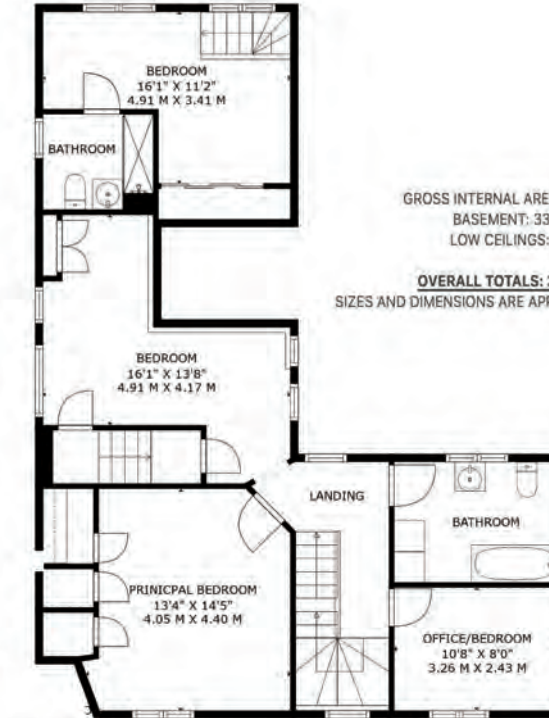 BEDROOM
16'1" X 11'2"
4.91 M X 3.41 M
BATHROOM
GROSS INTERNAL ARE
BASEMENT: 33
LOW CEILINGS:
OVERALL TOTALS:
SIZES AND DIMENSIONS ARE APP
BEDROOM
16'1" X 13'8"
4.91 M X 4.17 M
LANDING
BATHROOM
PRINICPAL BEDROOM
13'4" X 14'5"
4.05 M X 4.40 M
OFFICE/BEDROOM
10'8" X 8'0"
3.26 M X 2.43 M